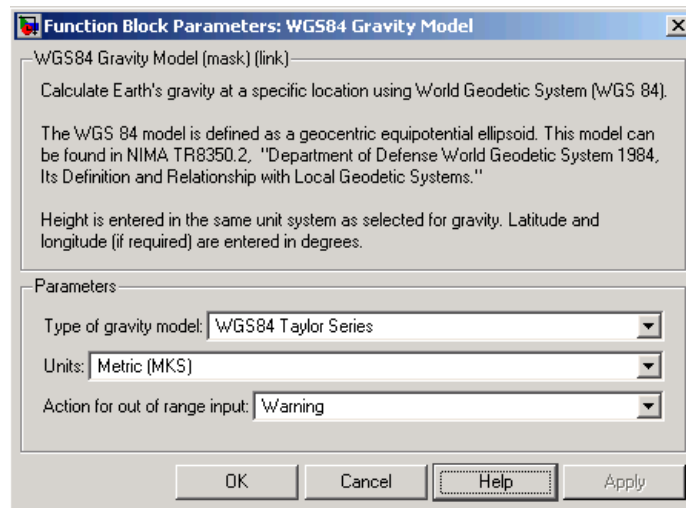 Function Block Parameters: WGS84 Gravity Model
WGS84 Gravity Model (mask) (link)
Calculate Earth's gravity at a specific location using World Geodetic System (WGS 84).
The WGS 84 model is defined as a geocentric equipotential ellipsoid. This model can
be found in NIMA TR8350.2, "Department of Defense World Geodetic System 1984,
Its Definition and Relationship with Local Geodetic Systems."
Height is entered in the same unit system as selected for gravity. Latitude and
longitude (if required) are entered in degrees.
Parameters
Type of gravity model: WGS84 Taylor Series
Units: Metric (MKS)
Action for out of range input: Warning
OK Cancel Help Apply